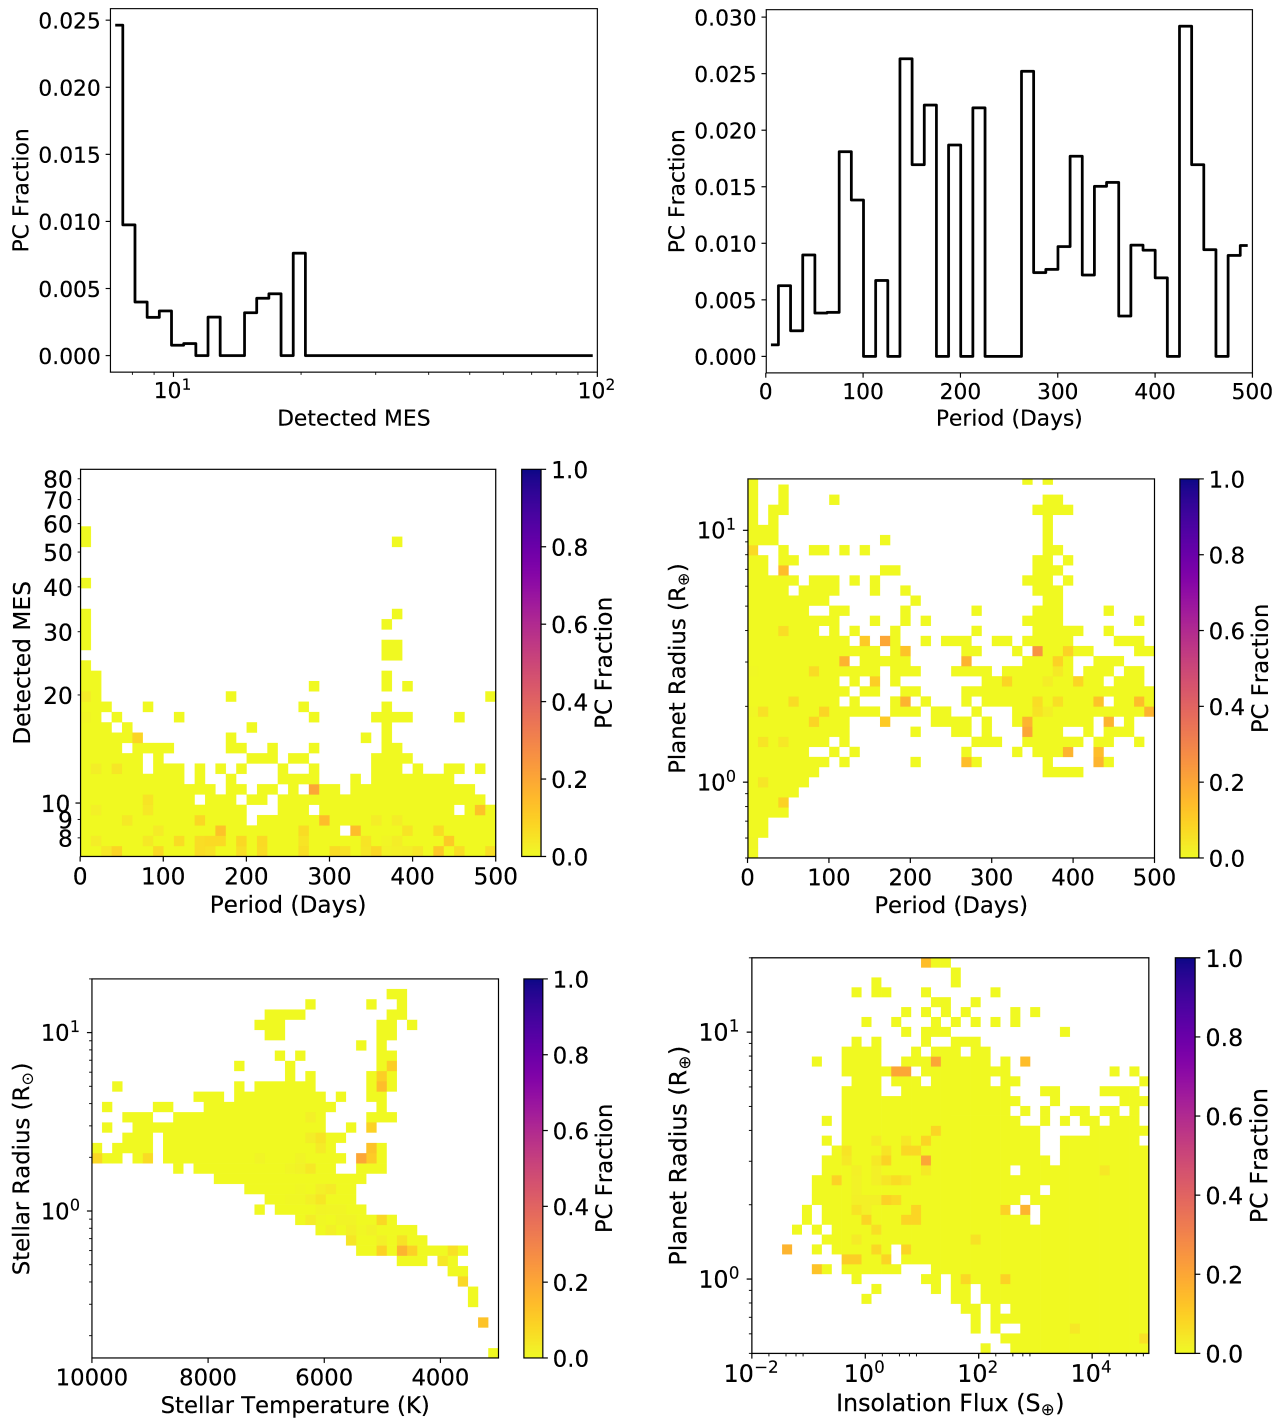 0.025
0.020
0.015
0.010
0.005
0.000
PC Fraction
10¹
10²
Detected MES
0.030
0.025
0.020
0.015
0.010
0.005
0.000
PC Fraction
0 100 200 300 400 500
Period (Days)
80
70
60
50
40
30
20
10
9
8
Detected MES
0 100 200 300 400 500
Period (Days)
1.0
0.8
0.6
0.4
0.2
0.0
PC Fraction
10¹
10⁰
Planet Radius (R⊕)
0 100 200 300 400 500
Period (Days)
1.0
0.8
0.6
0.4
0.2
0.0
PC Fraction
10¹
10⁰
Stellar Radius (R⊙)
10000 8000 6000 4000
Stellar Temperature (K)
1.0
0.8
0.6
0.4
0.2
0.0
PC Fraction
10¹
10⁰
Planet Radius (R⊕)
10⁻² 10⁰ 10² 10⁴
Insolation Flux (S⊕)
1.0
0.8
0.6
0.4
0.2
0.0
PC Fraction